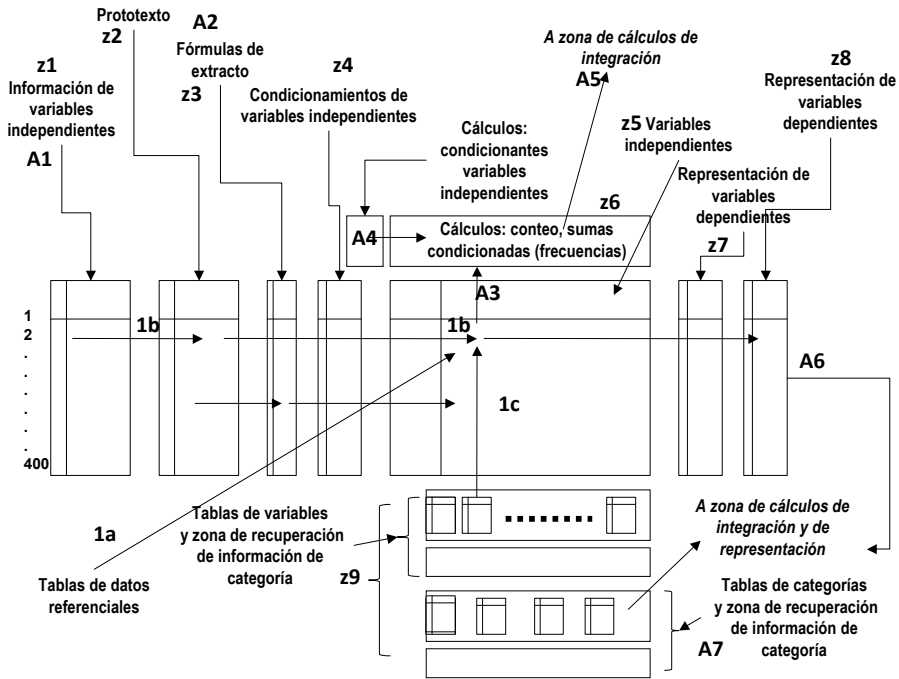 Prototexto
z2
A2
Fórmulas de
extracto
z3
z1
Información de
variables
independientes
A1
z4
Condicionamientos de
variables independientes
A zona de cálculos de
integración
A5
z8
Representación de
variables
dependientes
Cálculos:
condicionantes
variables
independientes
z5 Variables
independientes
Representación de
variables
dependientes
z7
z6
A4
Cálculos: conteo, sumas
condicionadas (frecuencias)
A3
1
2
.
.
.
.
.
.
400
1b
1b
A6
1c
1a
Tablas de datos
referenciales
Tablas de variables
y zona de recuperación
de información de
categoría
z9
A zona de cálculos de
integración y de
representación
Tablas de categorías
y zona de recuperación
de información de
categoría
A7